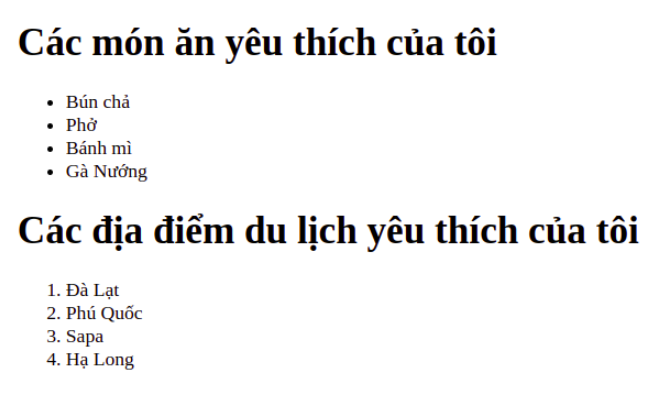 Các món ăn yêu thích của tôi
• Bún chả
• Phở
• Bánh mì
• Gà Nướng
Các địa điểm du lịch yêu thích của tôi
1. Đà Lạt
2. Phú Quốc
3. Sapa
4. Hạ Long